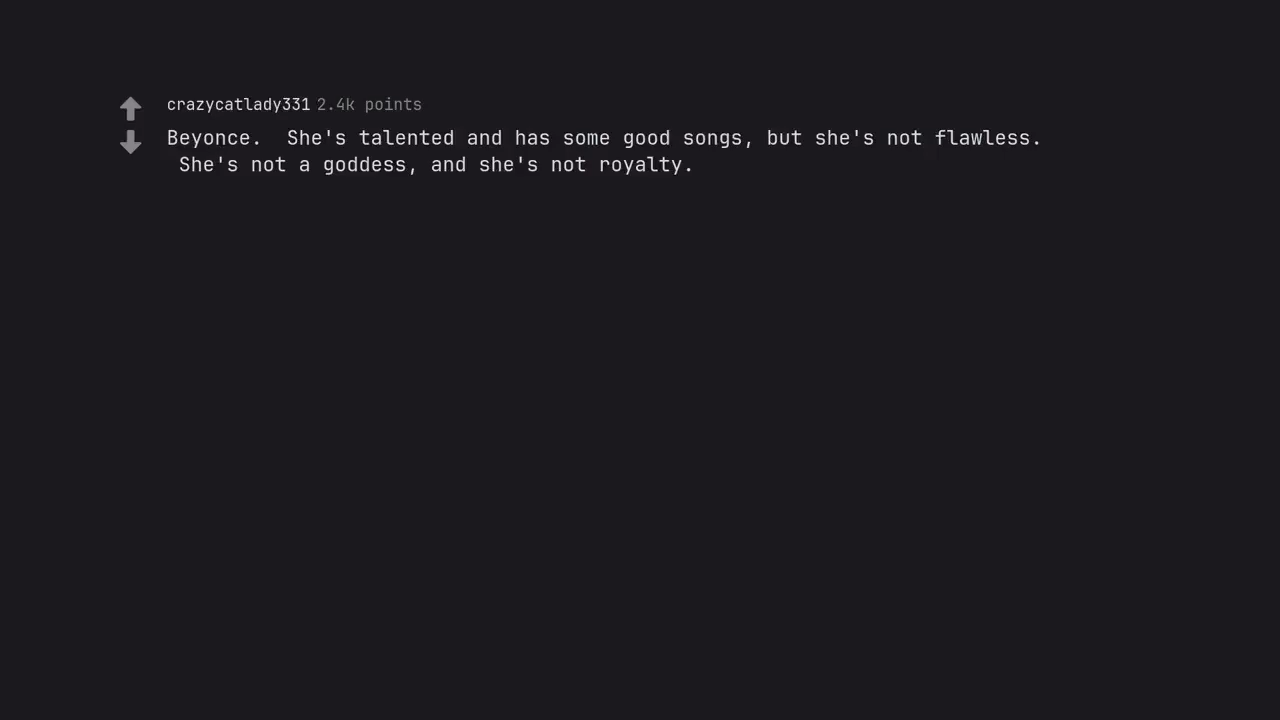 crazycatlady331 2.4k points
Beyonce.  She's talented and has some good songs, but she's not flawless.
She's not a goddess, and she's not royalty.